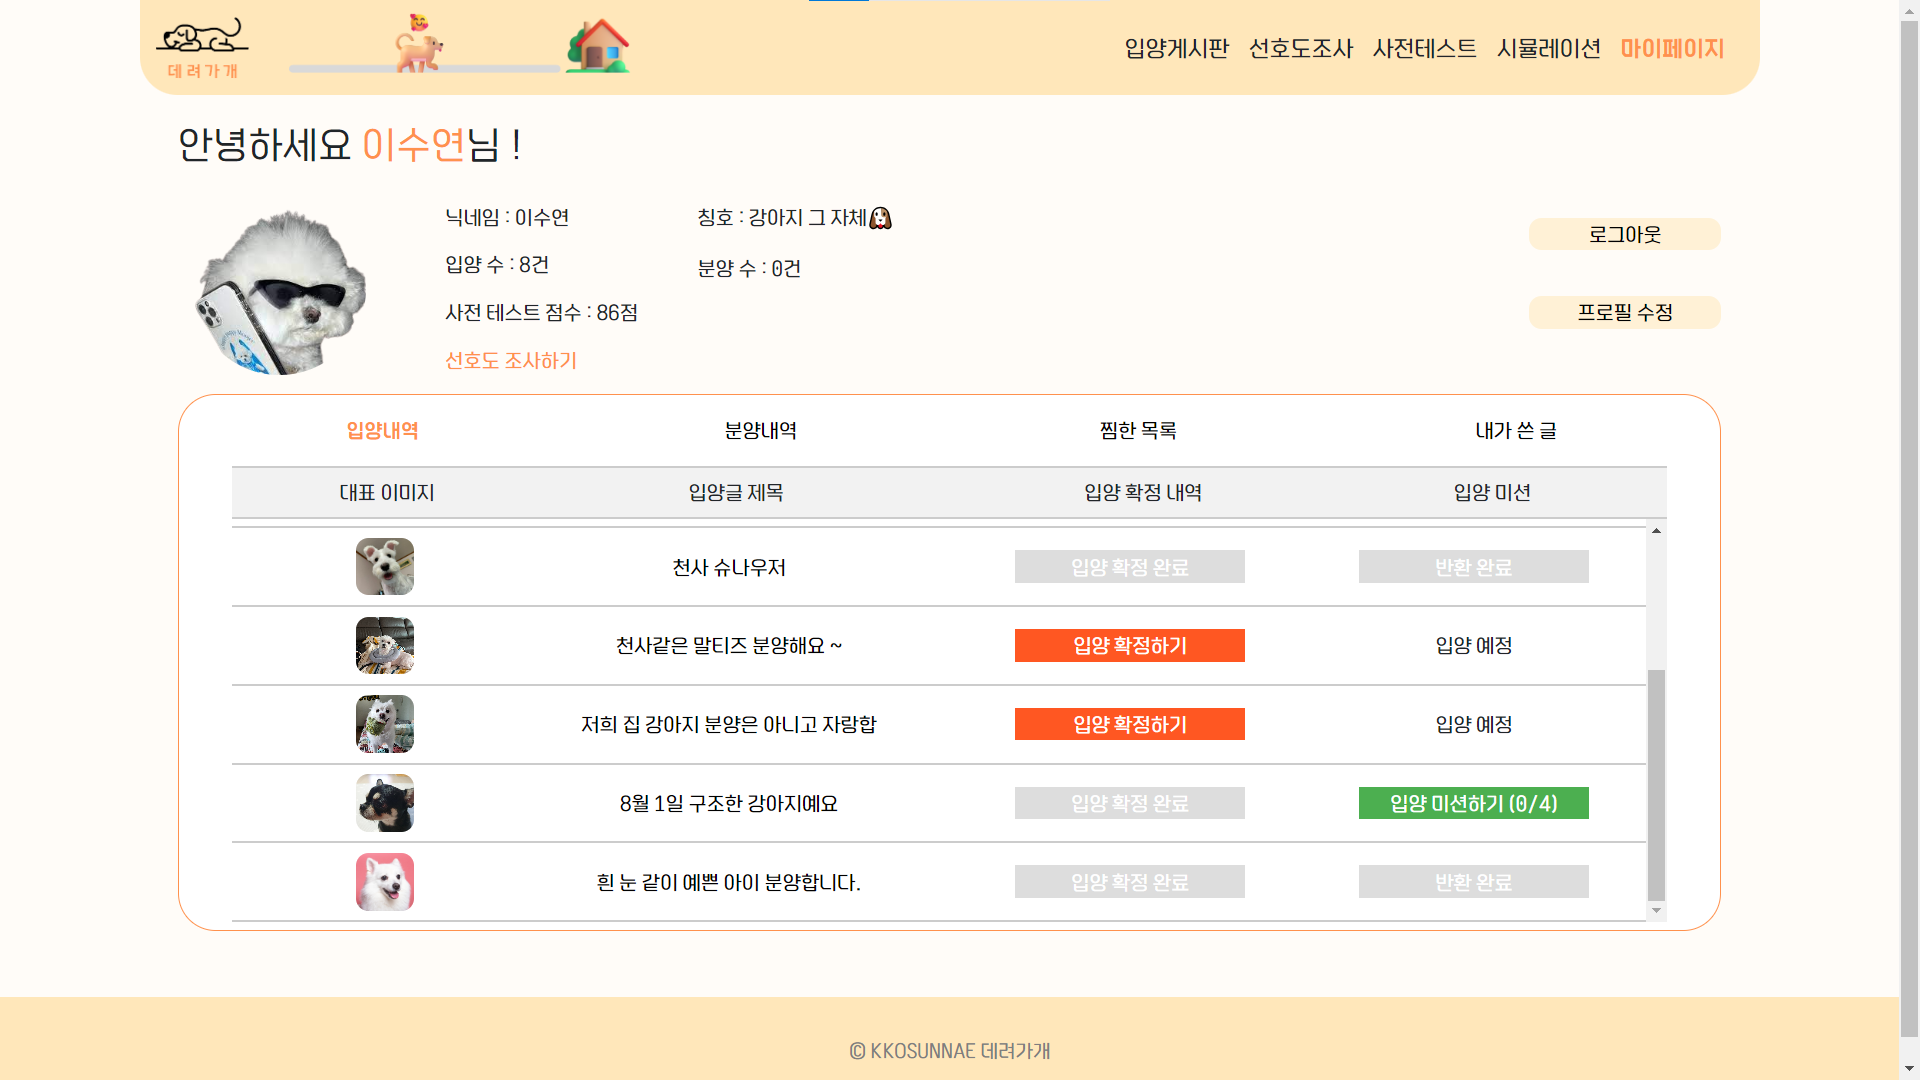 데려가개
입양게시판 선호도조사 사전테스트 시뮬레이션 마이페이지
안녕하세요 이수연님 !
닉네임 : 이수연 칭호 : 강아지 그 자체
입양 수 : 8건 분양 수 : 0건
사전 테스트 점수 : 86점
선호도 조사하기
로그아웃
프로필 수정
입양내역 분양내역 찜한 목록 내가 쓴 글
대표 이미지 입양글 제목 입양 확정 내역 입양 미션
천사 슈나우저 입양 확정 완료 반환 완료
천사같은 말티즈 분양해요 ~ 입양 확정하기 입양 예정
저희 집 강아지 분양은 아니고 자랑합 입양 확정하기 입양 예정
8월 1일 구조한 강아지예요 입양 확정 완료 입양 미션하기 (0/4)
흰 눈 같이 예쁜 아이 분양합니다. 입양 확정 완료 반환 완료
© KKOSUNNAE 데려가개